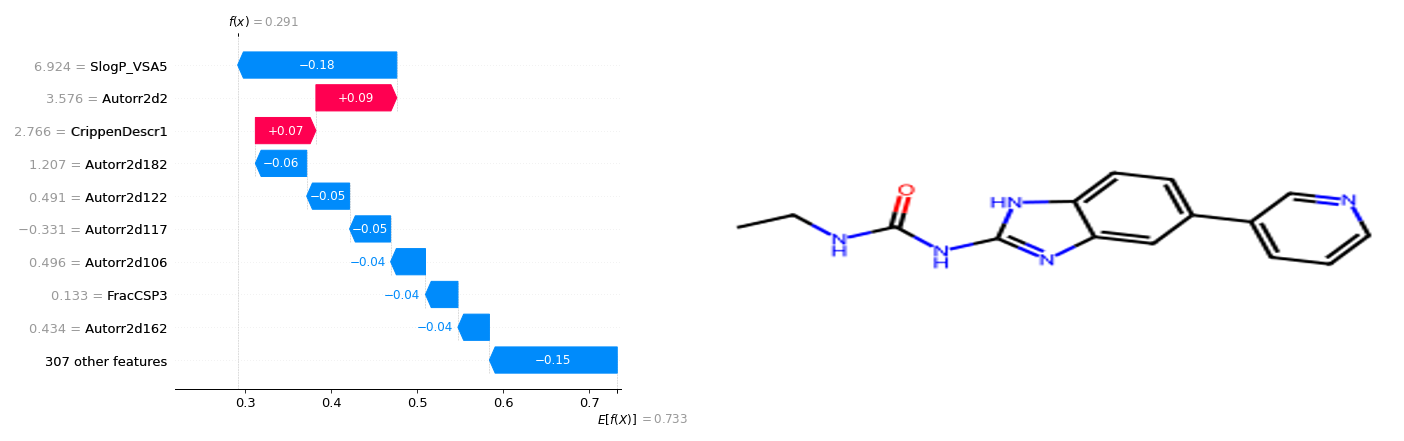 f(x) = 0.291
6.924 = SlogP_VSA5
−0.18
3.576 = Autorr2d2
+0.09
2.766 = CrippenDescr1
+0.07
1.207 = Autorr2d182
−0.06
0.491 = Autorr2d122
−0.05
−0.331 = Autorr2d117
−0.05
0.496 = Autorr2d106
−0.04
0.133 = FracCSP3
−0.04
0.434 = Autorr2d162
−0.04
307 other features
−0.15
0.3 0.4 0.5 0.6 0.7
E[f(X)] = 0.733
O
HN
N
N
H
N
H
N